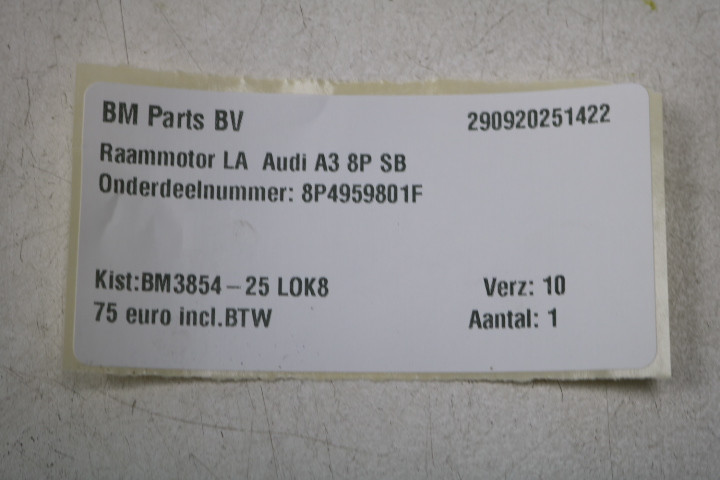 BM Parts BV 290920251422
Raammotor LA Audi A3 8P SB
Onderdeelnummer: 8P4959801F
Kist:BM3854-25 LOK8 Verz: 10
75 euro incl.BTW Aantal: 1